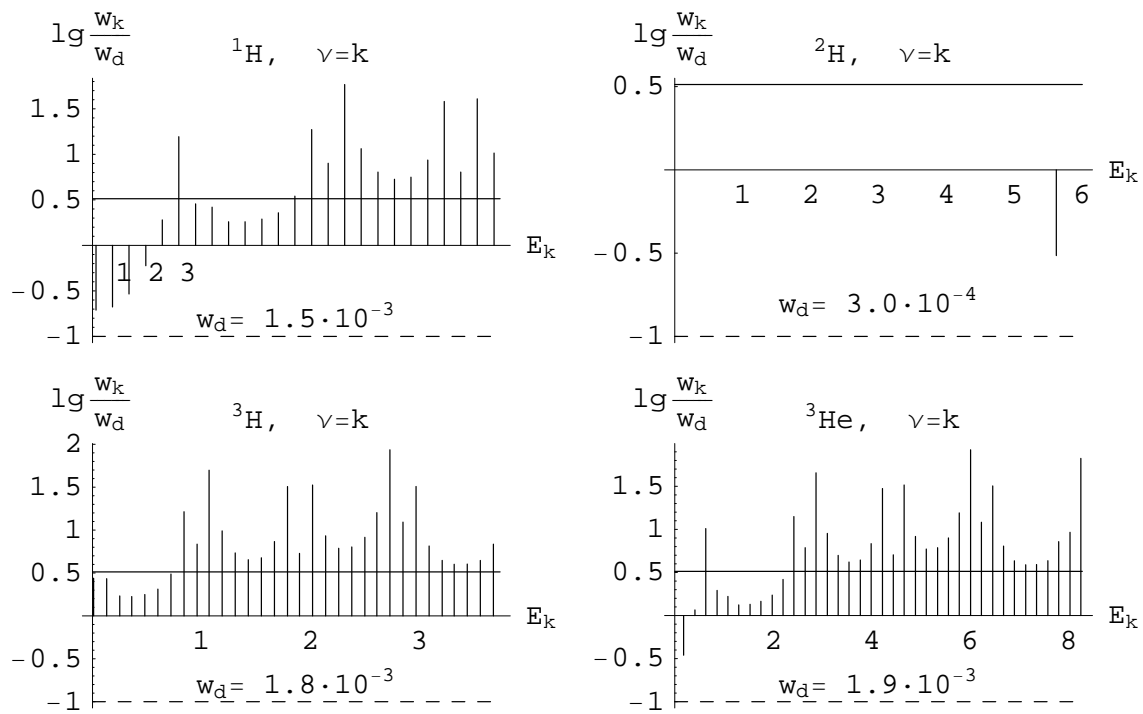 lg w_k/w_d
¹H, ν=k
1.5
1
0.5
−0.5
−1
1 2 3
E_k
w_d= 1.5·10⁻³
lg w_k/w_d
²H, ν=k
0.5
−0.5
−1
1 2 3 4 5 6
E_k
w_d= 3.0·10⁻⁴
lg w_k/w_d
³H, ν=k
2
1.5
1
0.5
−0.5
−1
1 2 3
E_k
w_d= 1.8·10⁻³
lg w_k/w_d
³He, ν=k
1.5
1
0.5
−0.5
−1
2 4 6 8
E_k
w_d= 1.9·10⁻³